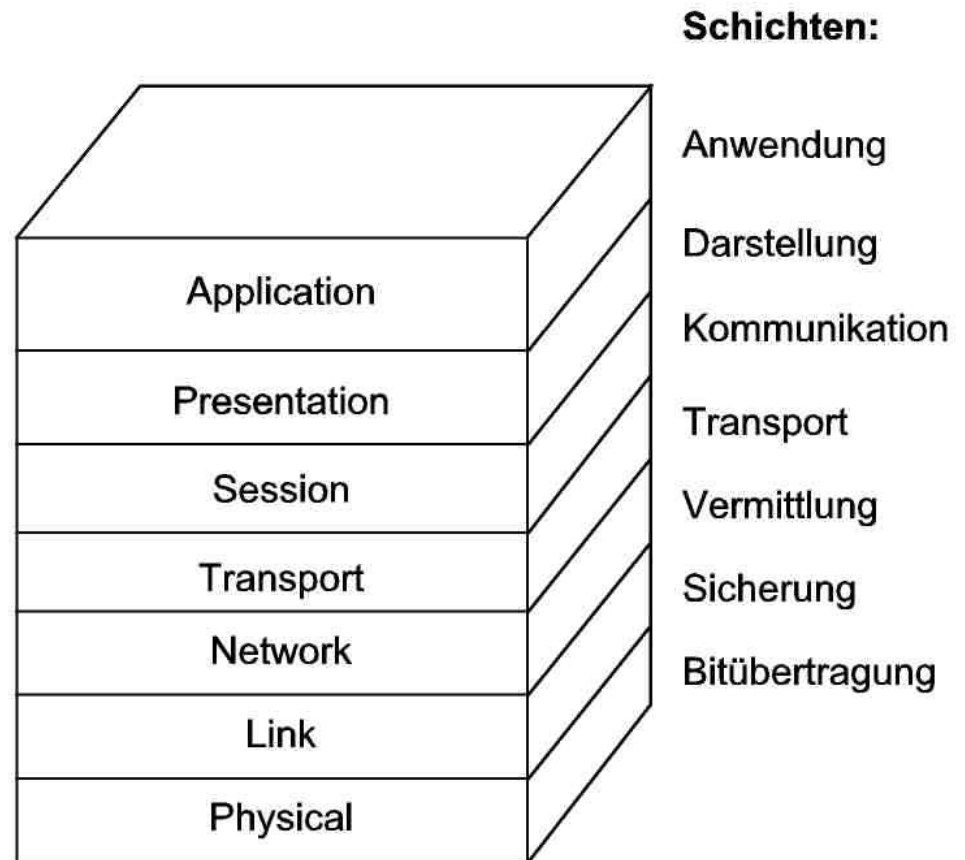 Schichten:
Anwendung
Darstellung
Kommunikation
Transport
Vermittlung
Sicherung
Bitübertragung
Application
Presentation
Session
Transport
Network
Link
Physical